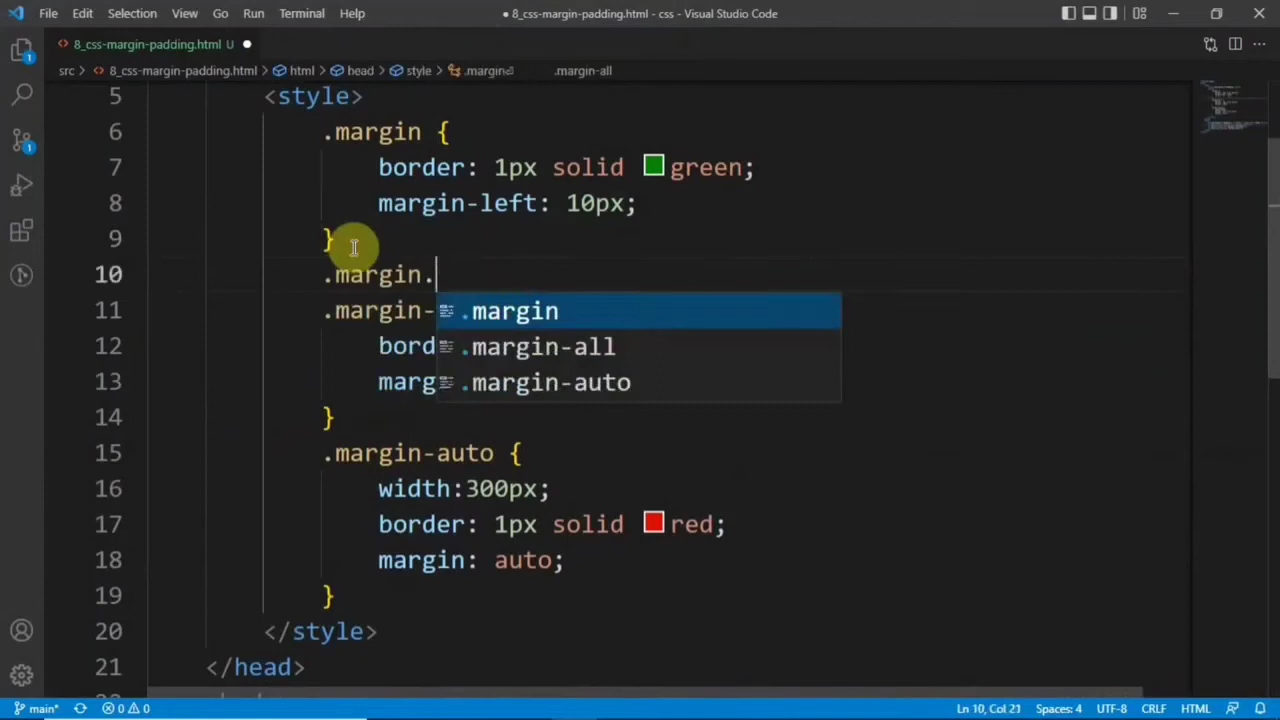 File Edit Selection View Go Run Terminal Help
● 8_css-margin-padding.html - css - Visual Studio Code
8_css-margin-padding.html U ●
src > 8_css-margin-padding.html > html > head > style > .margin⏎ .margin-all
5 <style>
6 .margin {
7 border: 1px solid green;
8 margin-left: 10px;
9 }
10 .margin.
.margin
.margin-all
.margin-auto
11 .margin-
12 bord
13 marg
14 }
15 .margin-auto {
16 width:300px;
17 border: 1px solid red;
18 margin: auto;
19 }
20 </style>
21 </head>
1
1
main* 0 0 Ln 10, Col 21 Spaces: 4 UTF-8 CRLF HTML